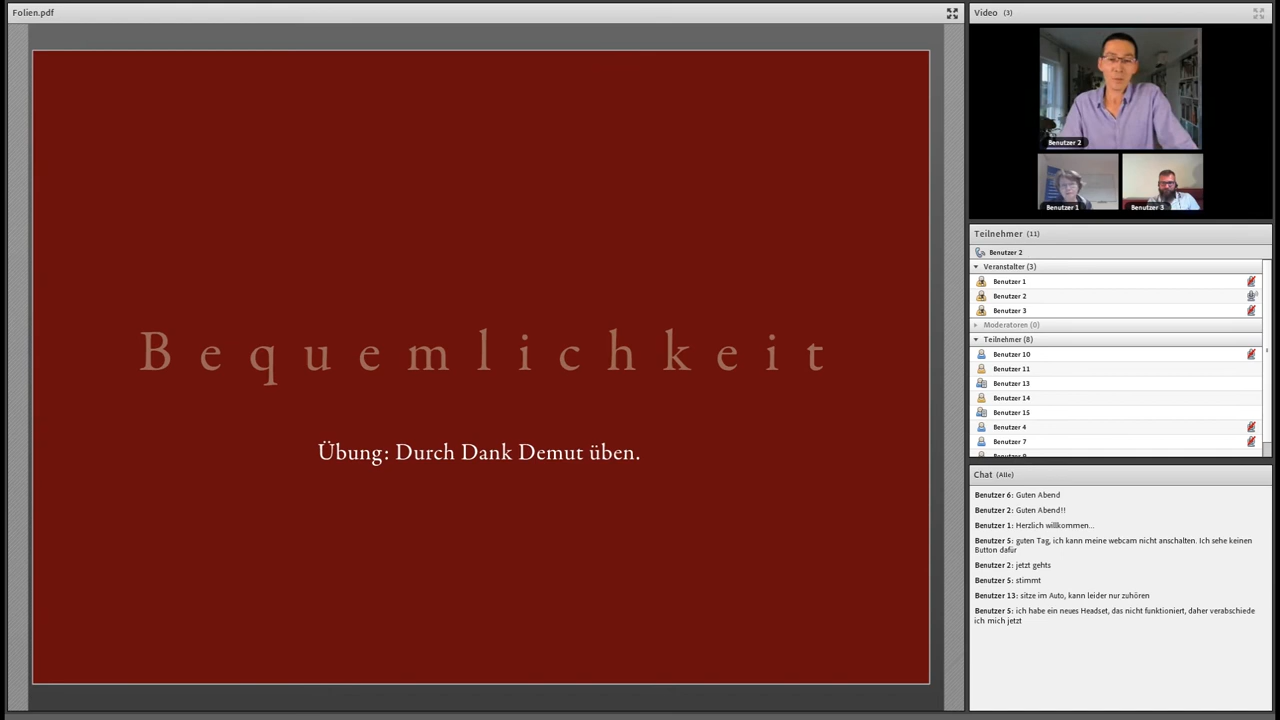 Folien.pdf
Bequemlichkeit
Übung: Durch Dank Demut üben.
Video (3)
Benutzer 2
Benutzer 1
Benutzer 3
Teilnehmer (11)
Benutzer 2
Veranstalter (3)
Benutzer 1
Benutzer 2
Benutzer 3
Moderatoren (0)
Teilnehmer (8)
Benutzer 10
Benutzer 11
Benutzer 13
Benutzer 14
Benutzer 15
Benutzer 4
Benutzer 7
Benutzer 9
Chat (Alle)
Benutzer 6: Guten Abend
Benutzer 2: Guten Abend!!
Benutzer 1: Herzlich willkommen...
Benutzer 5: guten Tag, ich kann meine webcam nicht anschalten. Ich sehe keinen
Button dafür
Benutzer 2: jetzt gehts
Benutzer 5: stimmt
Benutzer 13: sitze im Auto, kann leider nur zuhören
Benutzer 5: ich habe ein neues Headset, das nicht funktioniert, daher verabschiede
ich mich jetzt